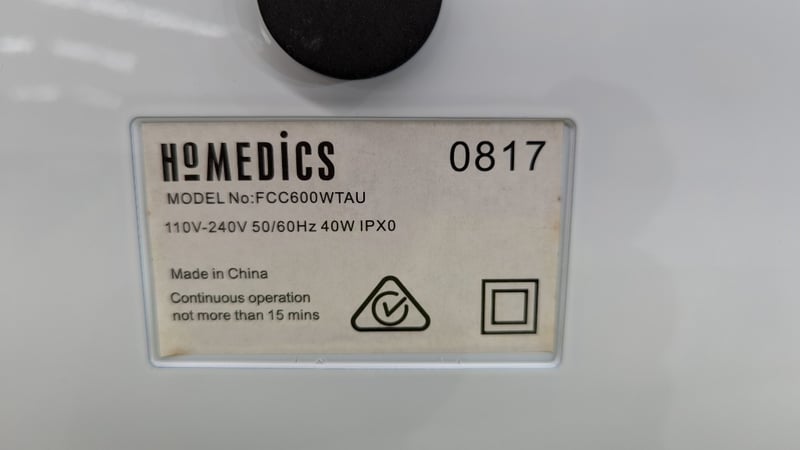 HoMEDiCS
0817
MODEL No:FCC600WTAU
110V-240V 50/60Hz 40W IPX0
Made in China
Continuous operation
not more than 15 mins